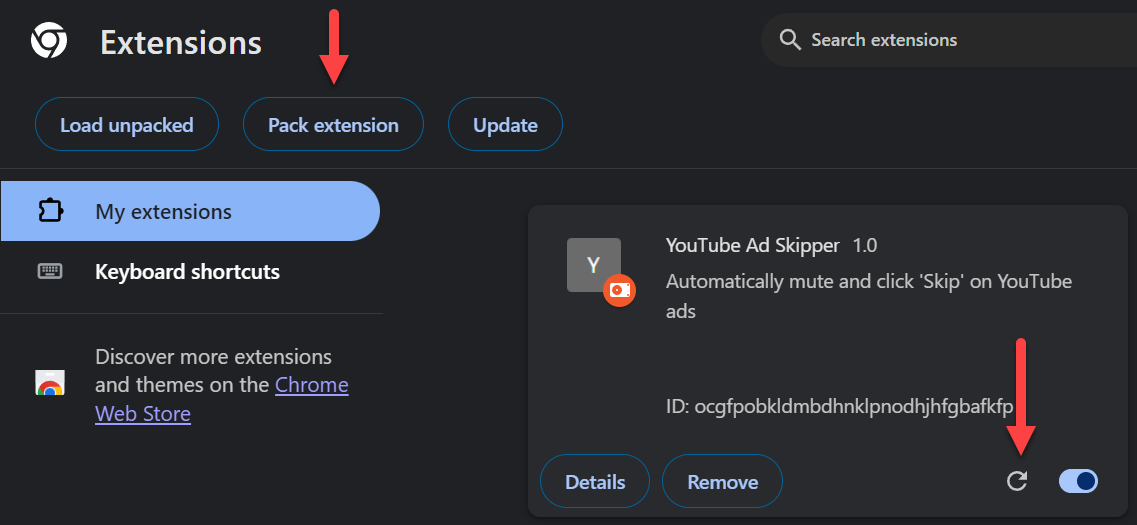 Extensions
Search extensions
Load unpacked
Pack extension
Update
My extensions
Keyboard shortcuts
Discover more extensions
and themes on the Chrome
Web Store
Y
YouTube Ad Skipper 1.0
Automatically mute and click 'Skip' on YouTube
ads
ID: ocgfpobkldmbdhnklpnodhjhfgbafkfp
Details
Remove